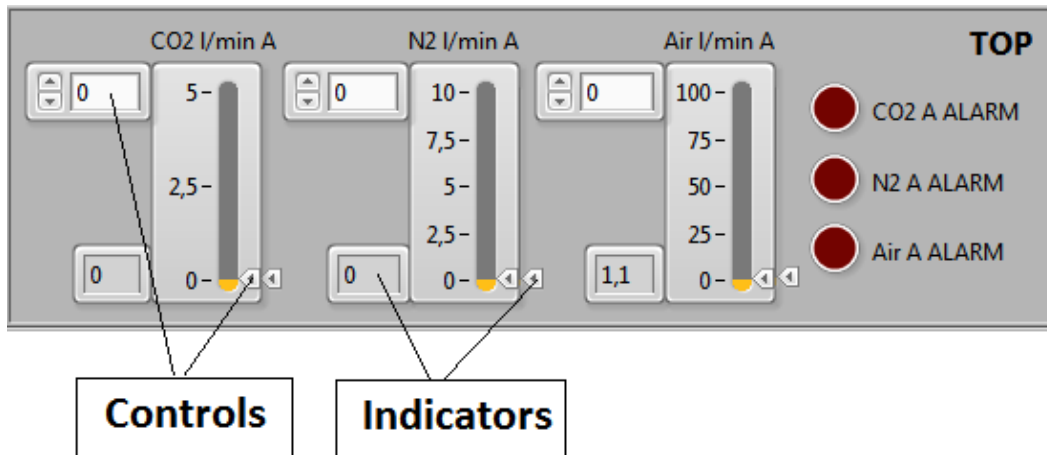 CO2 l/min A
N2 l/min A
Air l/min A
TOP
0
5
2,5
0
0
0
10
7,5
5
2,5
0
0
0
100
75
50
25
0
1,1
CO2 A ALARM
N2 A ALARM
Air A ALARM
Controls
Indicators